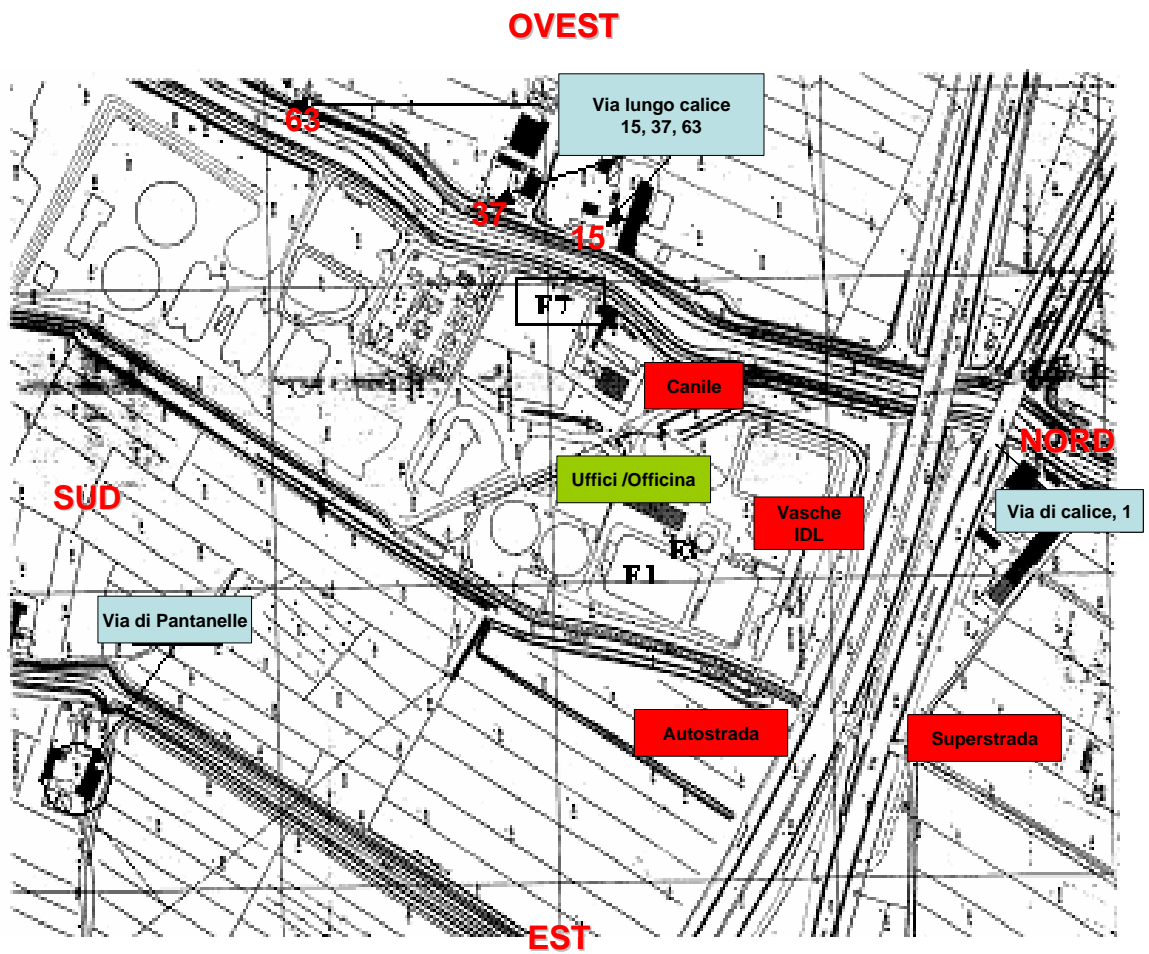 OVEST
Via lungo calice
15, 37, 63
63
37
15
F7
Canile
NORD
SUD
Uffici /Officina
Vasche
IDL
Via di calice, 1
F3
F1
Via di Pantanelle
Autostrada
Superstrada
EST